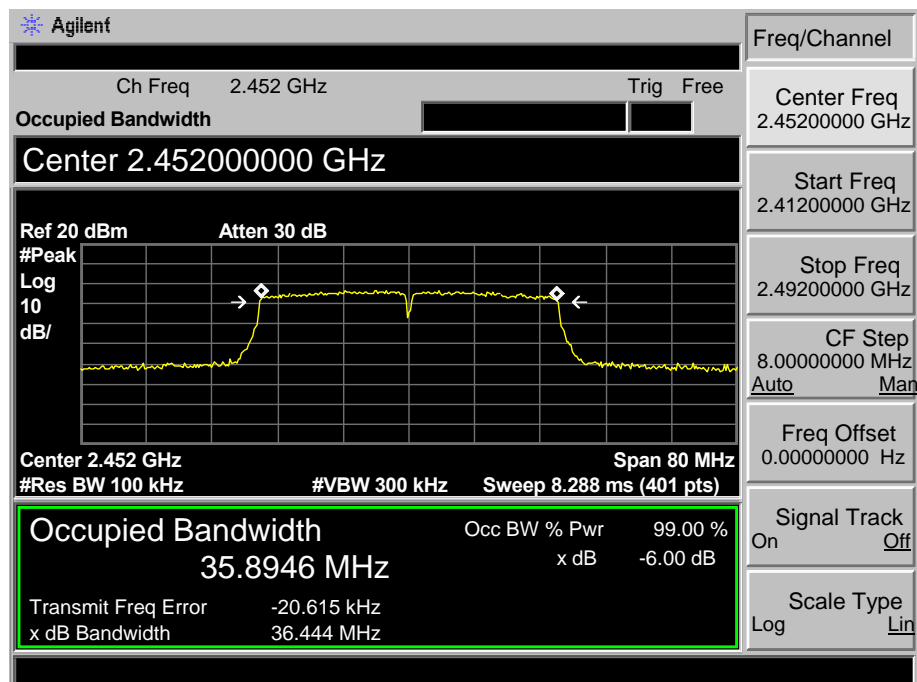 Agilent
Freq/Channel
Ch Freq 2.452 GHz Trig Free
Occupied Bandwidth
Center 2.452000000 GHz
Ref 20 dBm Atten 30 dB
#Peak
Log
10
dB/
Center 2.452 GHz Span 80 MHz
#Res BW 100 kHz #VBW 300 kHz Sweep 8.288 ms (401 pts)
Occupied Bandwidth Occ BW % Pwr 99.00 %
35.8946 MHz x dB -6.00 dB
Transmit Freq Error -20.615 kHz
x dB Bandwidth 36.444 MHz
Center Freq
2.45200000 GHz
Start Freq
2.41200000 GHz
Stop Freq
2.49200000 GHz
CF Step
8.00000000 MHz
Auto Man
Freq Offset
0.00000000 Hz
Signal Track
On Off
Scale Type
Log Lin